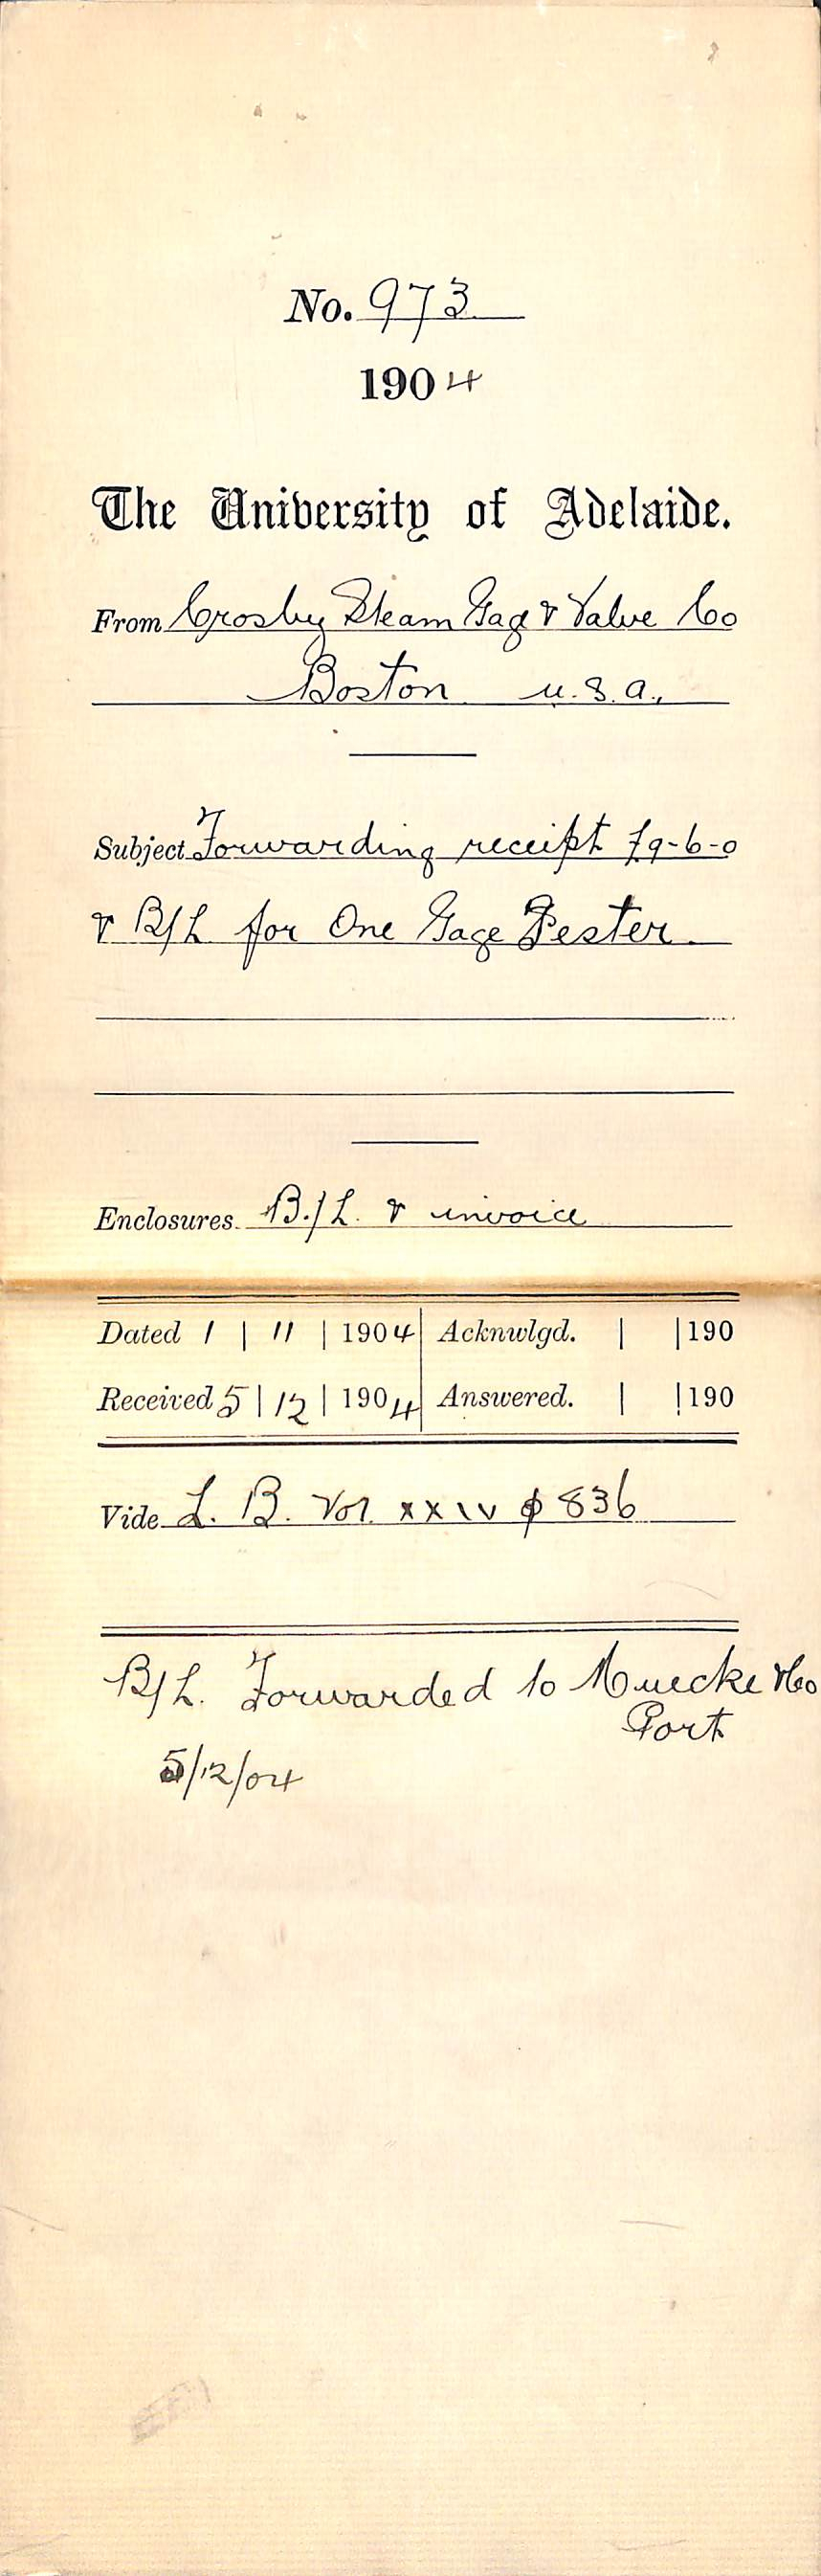 No. 973
1904
The University of Adelaide.
From Crosby Steam Gag & Valve Co
Boston U.S.A.
Subject Forwarding receipt £9-6-0
& B/L for One Gage Tester
Enclosures. B./L. & invoice
Dated 1 | 11 | 1904 Acknwlgd. | | 190
Received 5 | 12 | 1904 Answered. | | 190
Vide L. B. Vol. xxiv p 836
B/L. Forwarded to Muecke & Co
Port
5/12/04